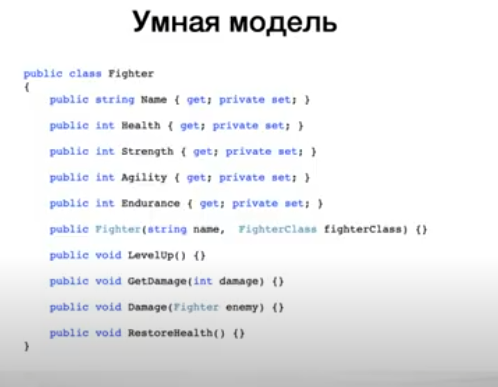 Умная модель
public class Fighter
{
public string Name { get; private set; }
public int Health { get; private set; }
public int Strength { get; private set; }
public int Agility { get; private set; }
public int Endurance { get; private set; }
public Fighter(string name, FighterClass fighterClass) {}
public void LevelUp() {}
public void GetDamage(int damage) {}
public void Damage(Fighter enemy) {}
public void RestoreHealth() {}
}